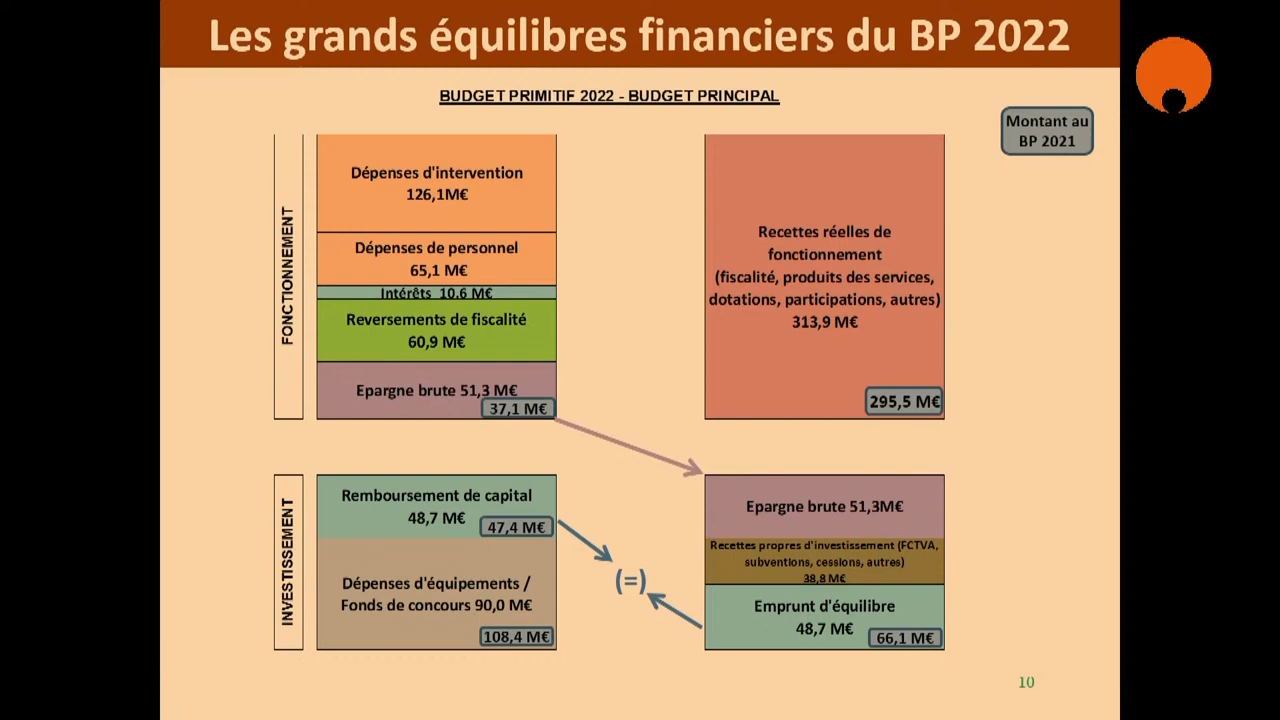 Les grands équilibres financiers du BP 2022
BUDGET PRIMITIF 2022 - BUDGET PRINCIPAL
Montant au
BP 2021
FONCTIONNEMENT
Dépenses d'intervention
126,1M€
Dépenses de personnel
65,1 M€
Intérêts 10.6 M€
Reversements de fiscalité
60,9 M€
Epargne brute 51,3 M€
37,1 M€
Recettes réelles de
fonctionnement
(fiscalité, produits des services,
dotations, participations, autres)
313,9 M€
295,5 M€
INVESTISSEMENT
Remboursement de capital
48,7 M€
47,4 M€
Dépenses d'équipements /
Fonds de concours 90,0 M€
108,4 M€
(=)
Epargne brute 51,3M€
Recettes propres d'investissement (FCTVA,
subventions, cessions, autres)
38,8 M€
Emprunt d'équilibre
48,7 M€
66,1 M€
10